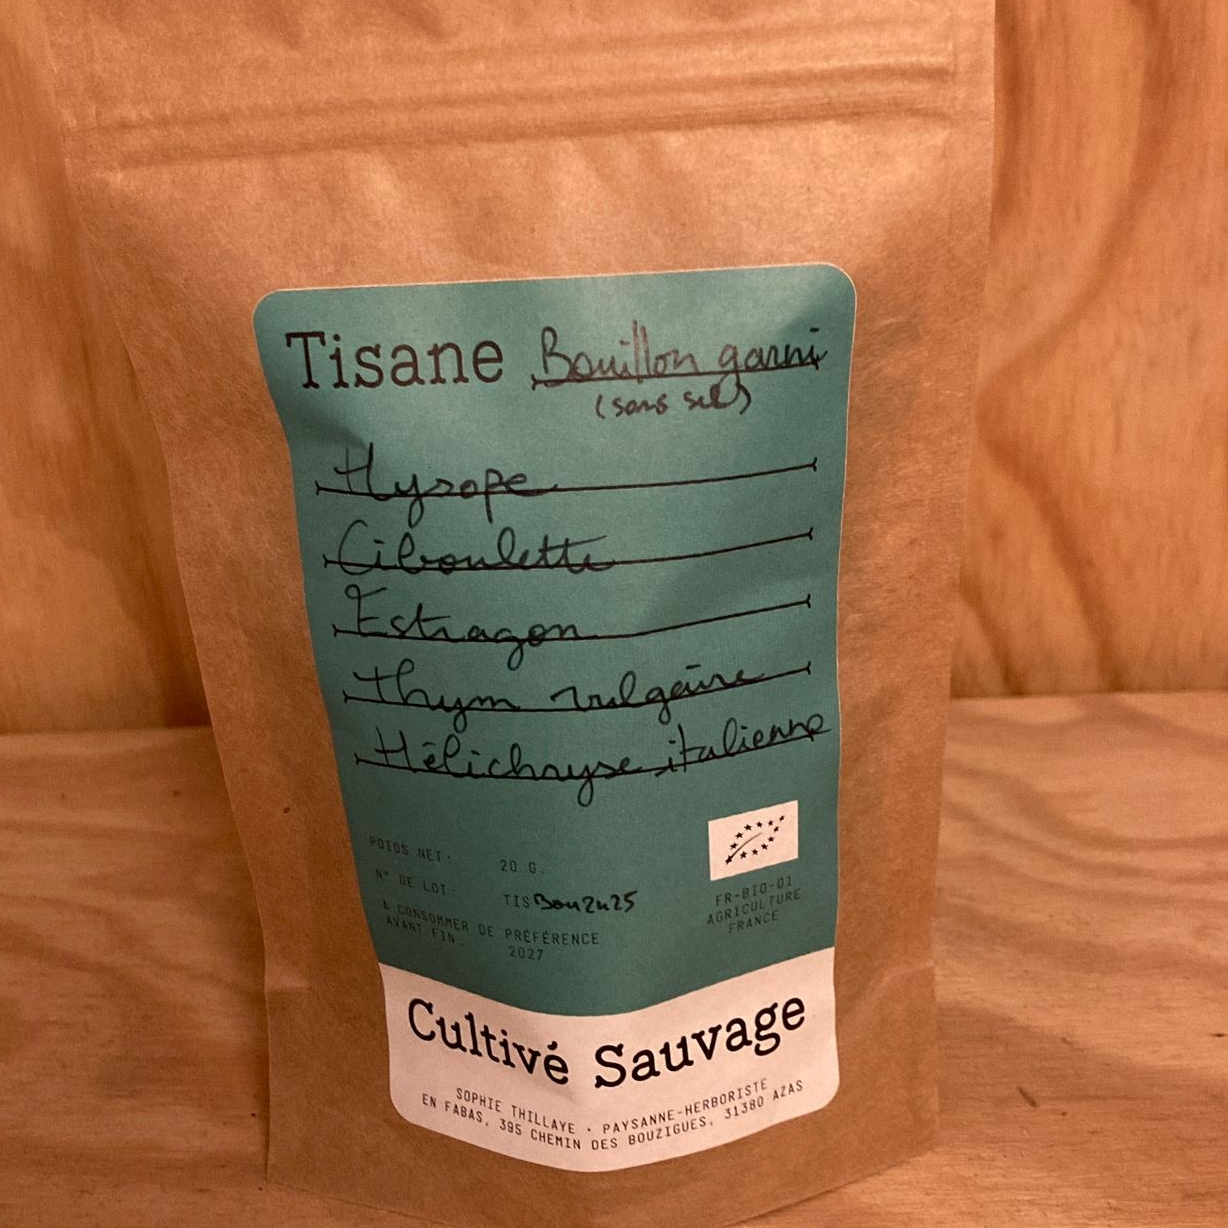 Tisane Bouillon garni
(sans sel)
Hysope
Ciboulette
Estragon
thym vulgaire
Hélichryse italienne
POIDS NET : 20 G.
N° DE LOT : TISBou2425
À CONSOMMER DE PRÉFÉRENCE
AVANT FIN : 2027
FR-BIO-01
AGRICULTURE
FRANCE
Cultivé Sauvage
SOPHIE THILLAYE • PAYSANNE-HERBORISTE
EN FABAS, 395 CHEMIN DES BOUZIGUES, 31380 AZAS